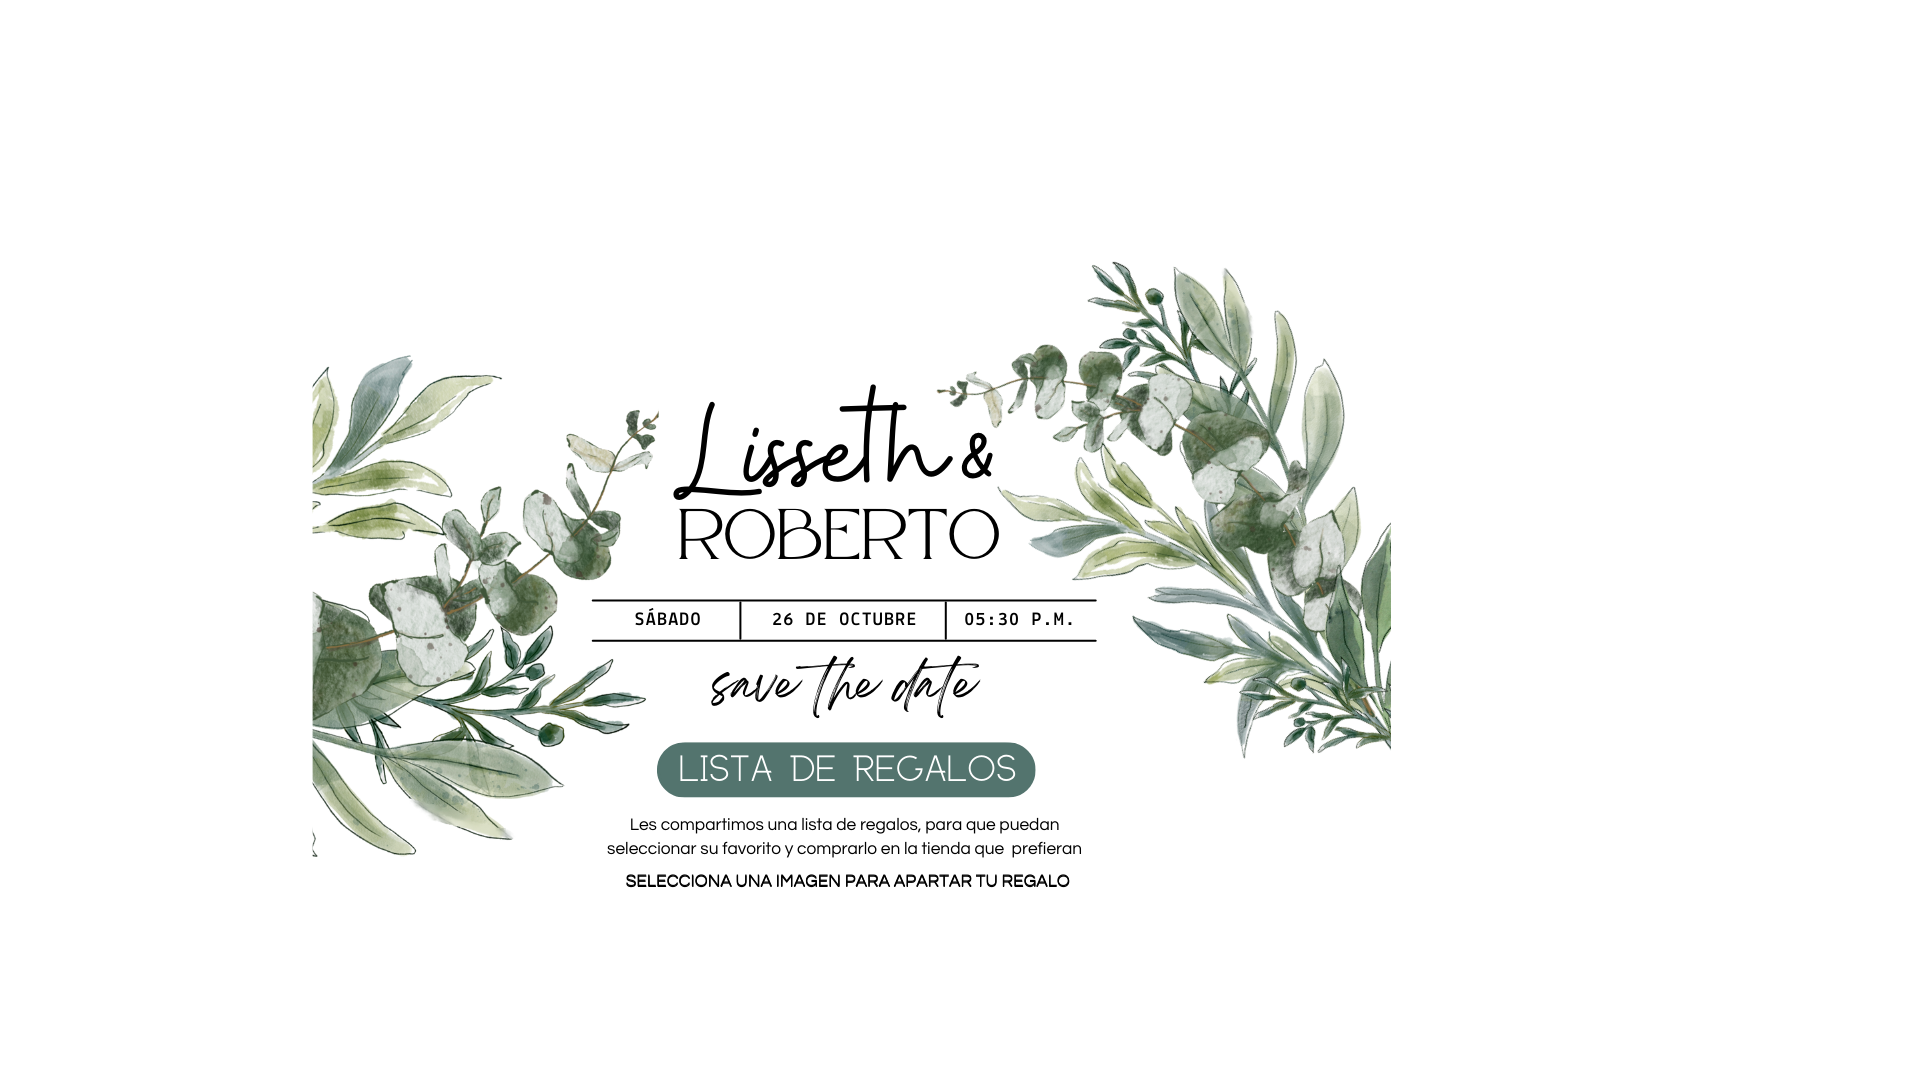 Lisseth &
ROBERTO
SÁBADO 26 DE OCTUBRE 05:30 P.M.
save the date
LISTA DE REGALOS
Les compartimos una lista de regalos, para que puedan
seleccionar su favorito y comprarlo en la tienda que prefieran
SELECCIONA UNA IMAGEN PARA APARTAR TU REGALO